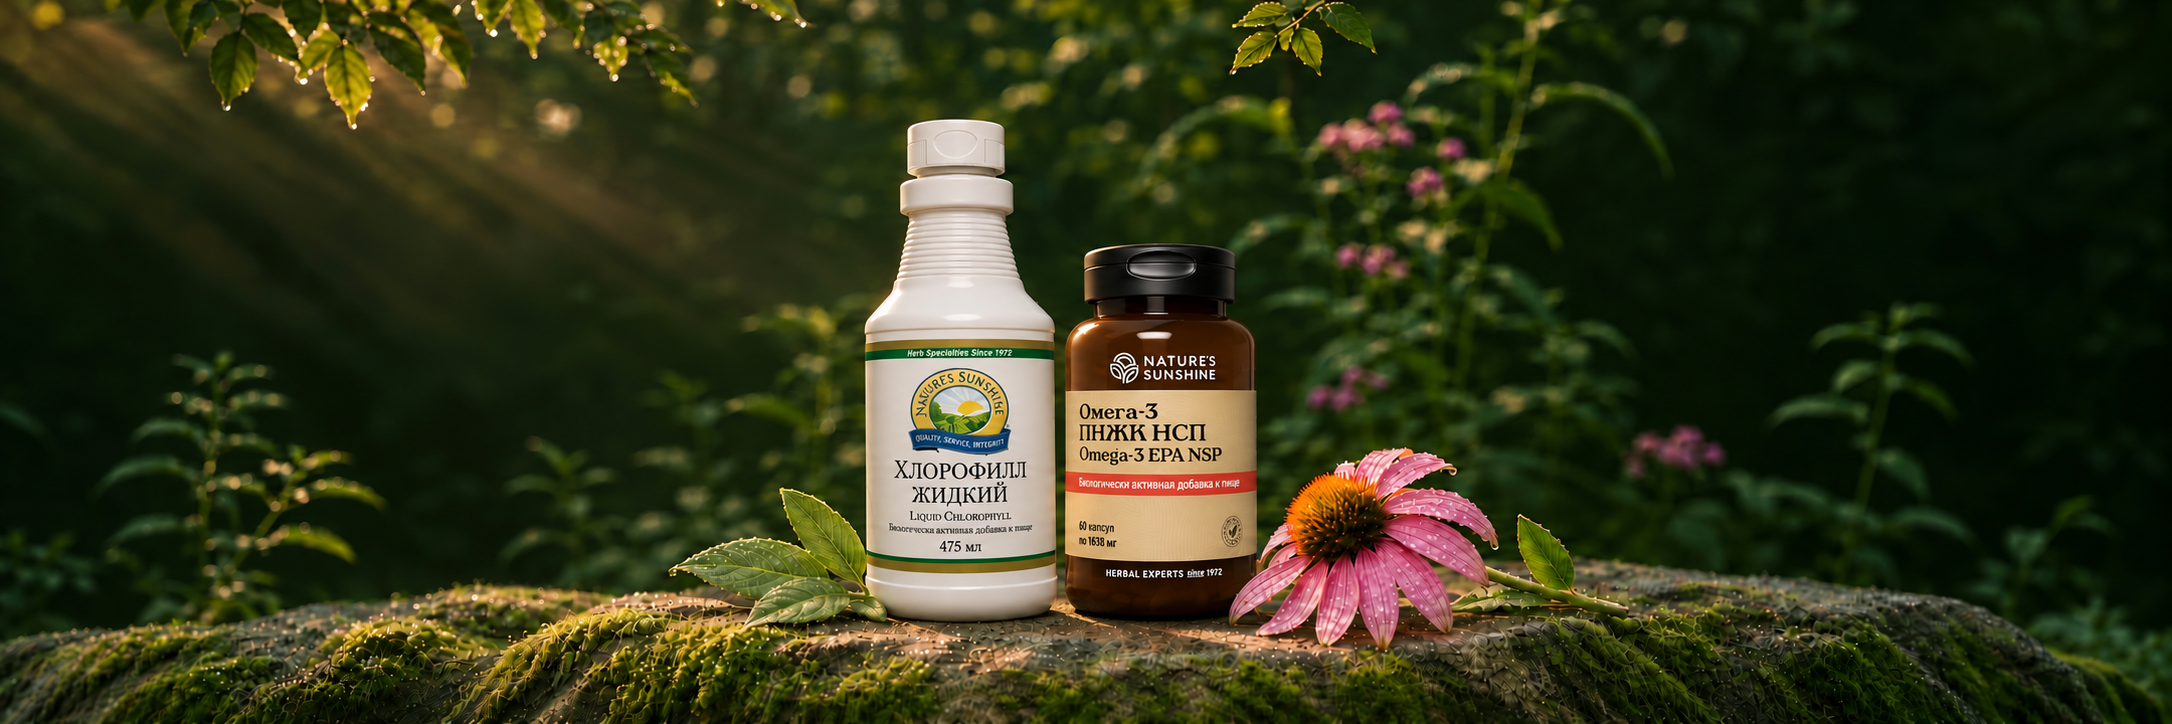 Herb Specialties Since 1972
NATURE'S SUNSHINE
QUALITY, SERVICE, INTEGRITY
ХЛОРОФИЛЛ
ЖИДКИЙ
LIQUID CHLOROPHYLL
Биологически активная добавка к пище
475 мл
NATURE'S
SUNSHINE
Омега-3
ПНЖК НСП
Omega-3 EPA NSP
Биологически активная добавка к пище
60 капсул
по 1638 мг
HERBAL EXPERTS since 1972